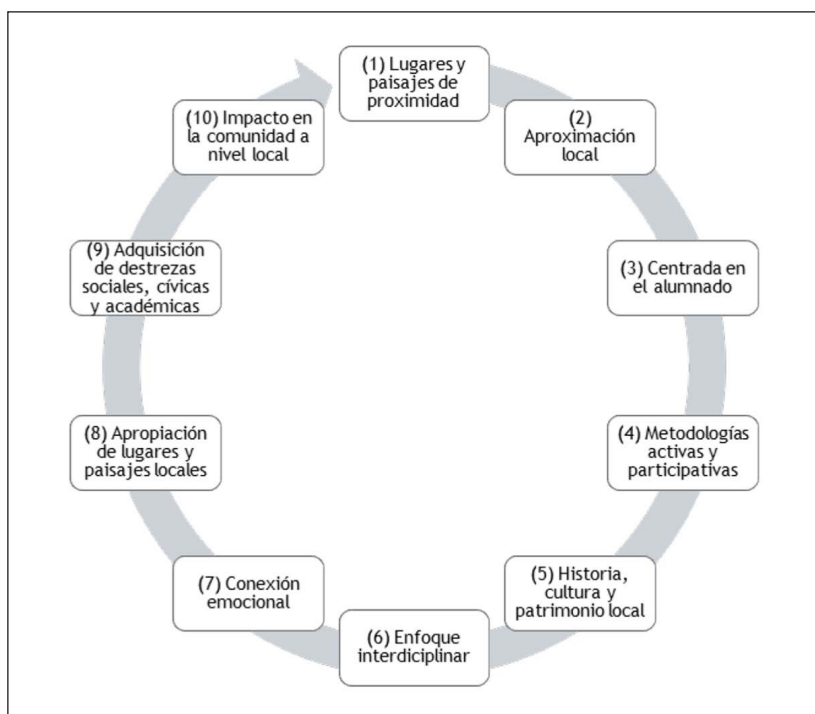 (1) Lugares y
paisajes de
proximidad
(2)
Aproximación
local
(3) Centrada en
el alumnado
(4) Metodologías
activas y
participativas
(5) Historia,
cultura y
patrimonio local
(6) Enfoque
interdiciplinar
(7) Conexión
emocional
(8) Apropiación
de lugares y
paisajes locales
(9) Adquisición
de destrezas
sociales, cívicas
y académicas
(10) Impacto en
la comunidad a
nivel local